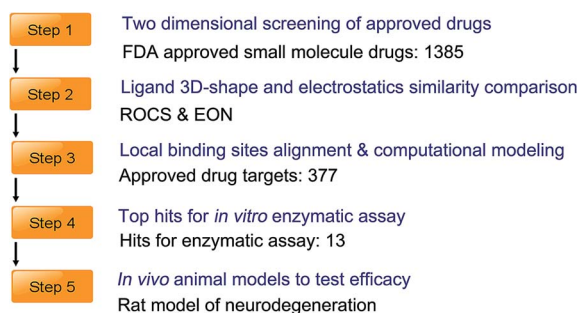 Step 1
Two dimensional screening of approved drugs
FDA approved small molecule drugs: 1385
Step 2
Ligand 3D-shape and electrostatics similarity comparison
ROCS & EON
Step 3
Local binding sites alignment & computational modeling
Approved drug targets: 377
Step 4
Top hits for in vitro enzymatic assay
Hits for enzymatic assay: 13
Step 5
In vivo animal models to test efficacy
Rat model of neurodegeneration